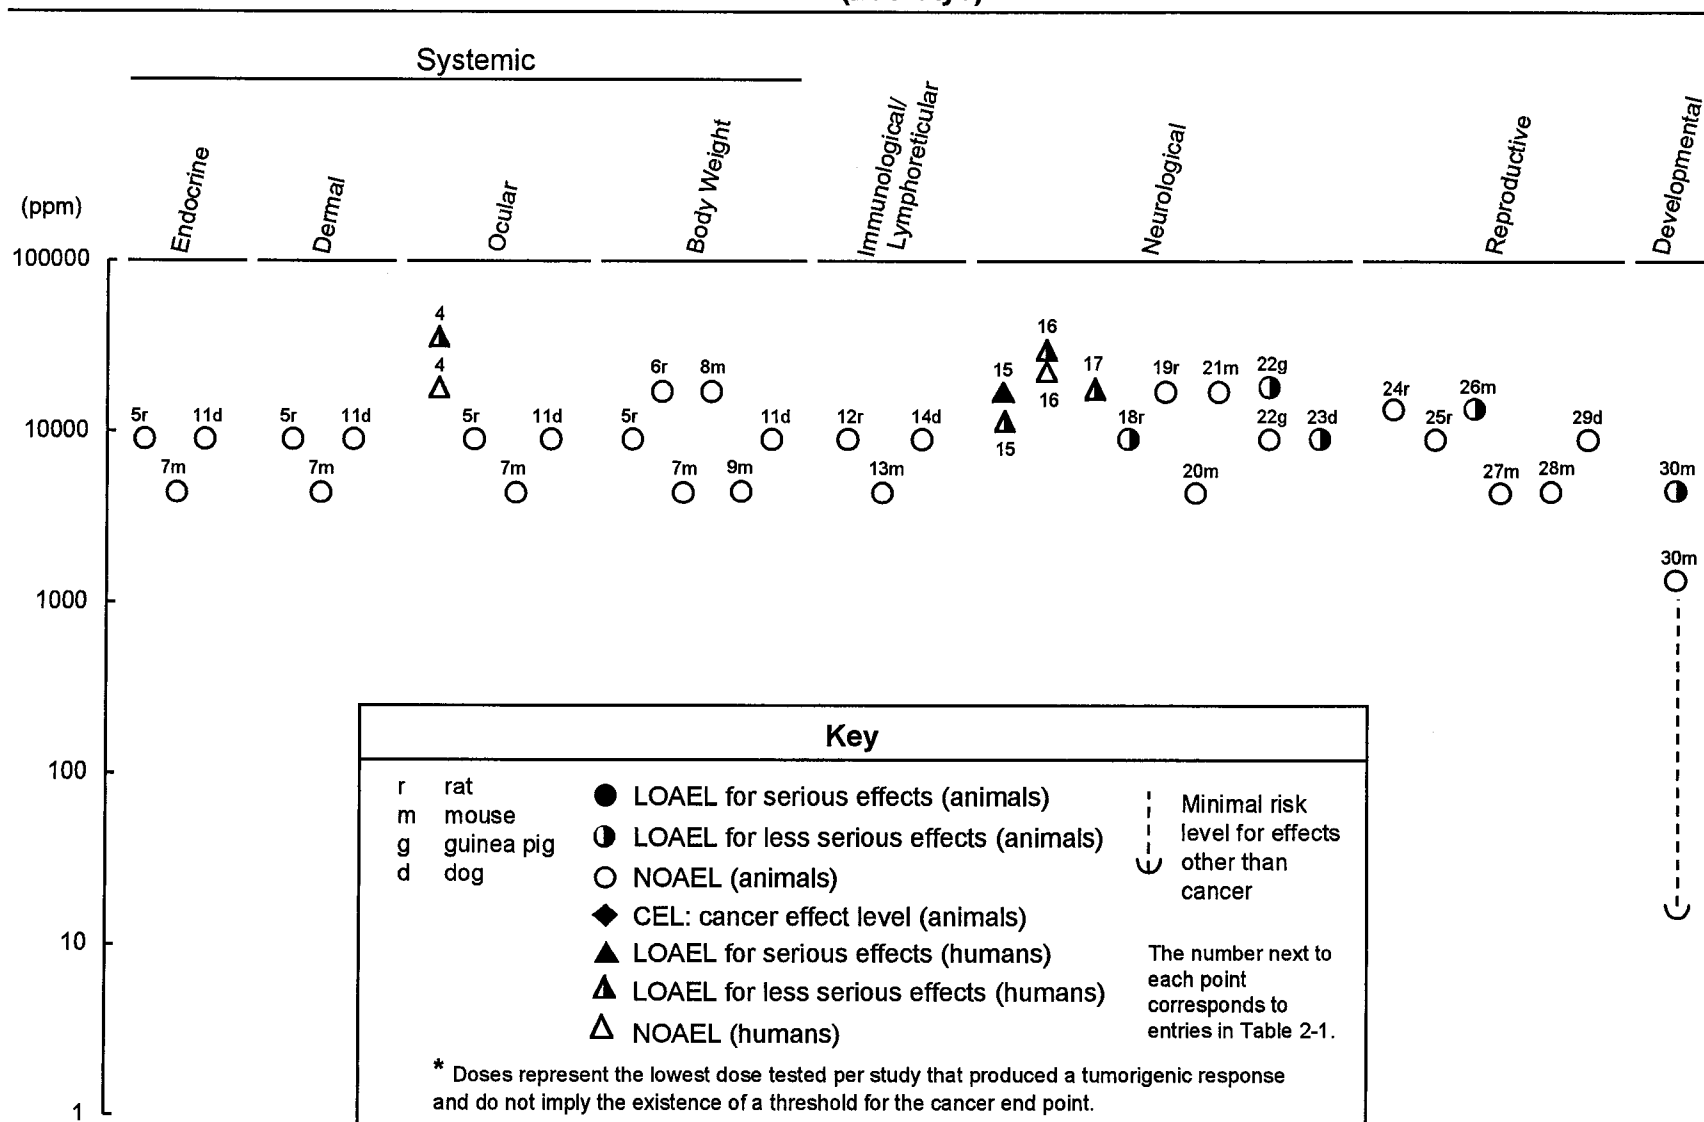 Systemic
Endocrine
Dermal
Ocular
Body Weight
Immunological/
Lymphoreticular
Neurological
Reproductive
Developmental
(ppm)
100000
10000
1000
100
10
1
5r 11d
7m
5r 11d
7m
4
4
5r 11d
7m
6r 8m
5r 11d
7m 9m
12r 14d
13m
16
15 16 17 19r 21m 22g
15 18r 22g 23d
20m
24r 26m
25r 29d
27m 28m
30m
30m
Key
r rat
m mouse
g guinea pig
d dog
LOAEL for serious effects (animals)
LOAEL for less serious effects (animals)
NOAEL (animals)
CEL: cancer effect level (animals)
LOAEL for serious effects (humans)
LOAEL for less serious effects (humans)
NOAEL (humans)
Minimal risk
level for effects
other than
cancer
The number next to
each point
corresponds to
entries in Table 2-1.
* Doses represent the lowest dose tested per study that produced a tumorigenic response
and do not imply the existence of a threshold for the cancer end point.